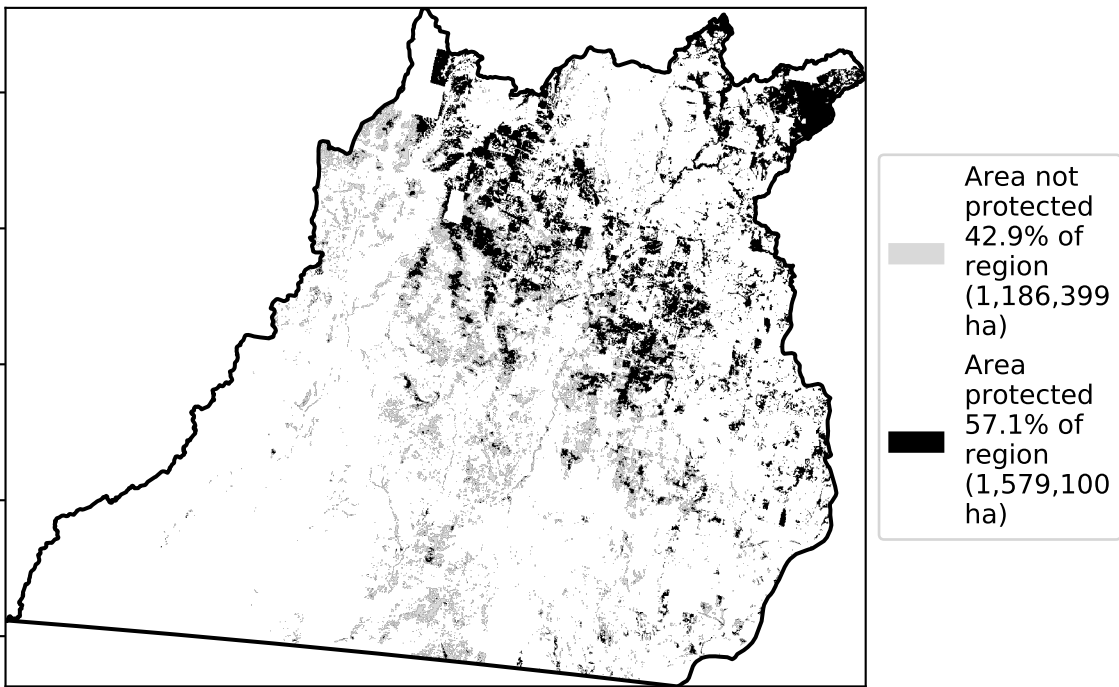 Area not
protected
42.9% of
region
(1,186,399
ha)
Area
protected
57.1% of
region
(1,579,100
ha)